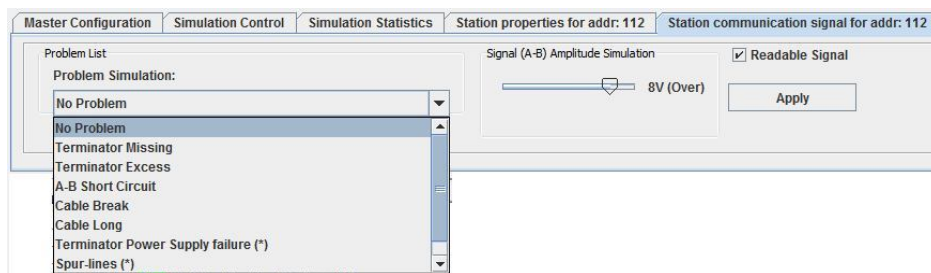 Master Configuration Simulation Control Simulation Statistics Station properties for addr: 112 Station communication signal for addr: 112
Problem List
Problem Simulation:
No Problem
No Problem
Terminator Missing
Terminator Excess
A-B Short Circuit
Cable Break
Cable Long
Terminator Power Supply failure (*)
Spur-lines (*)
Signal (A-B) Amplitude Simulation
8V (Over)
Readable Signal
Apply